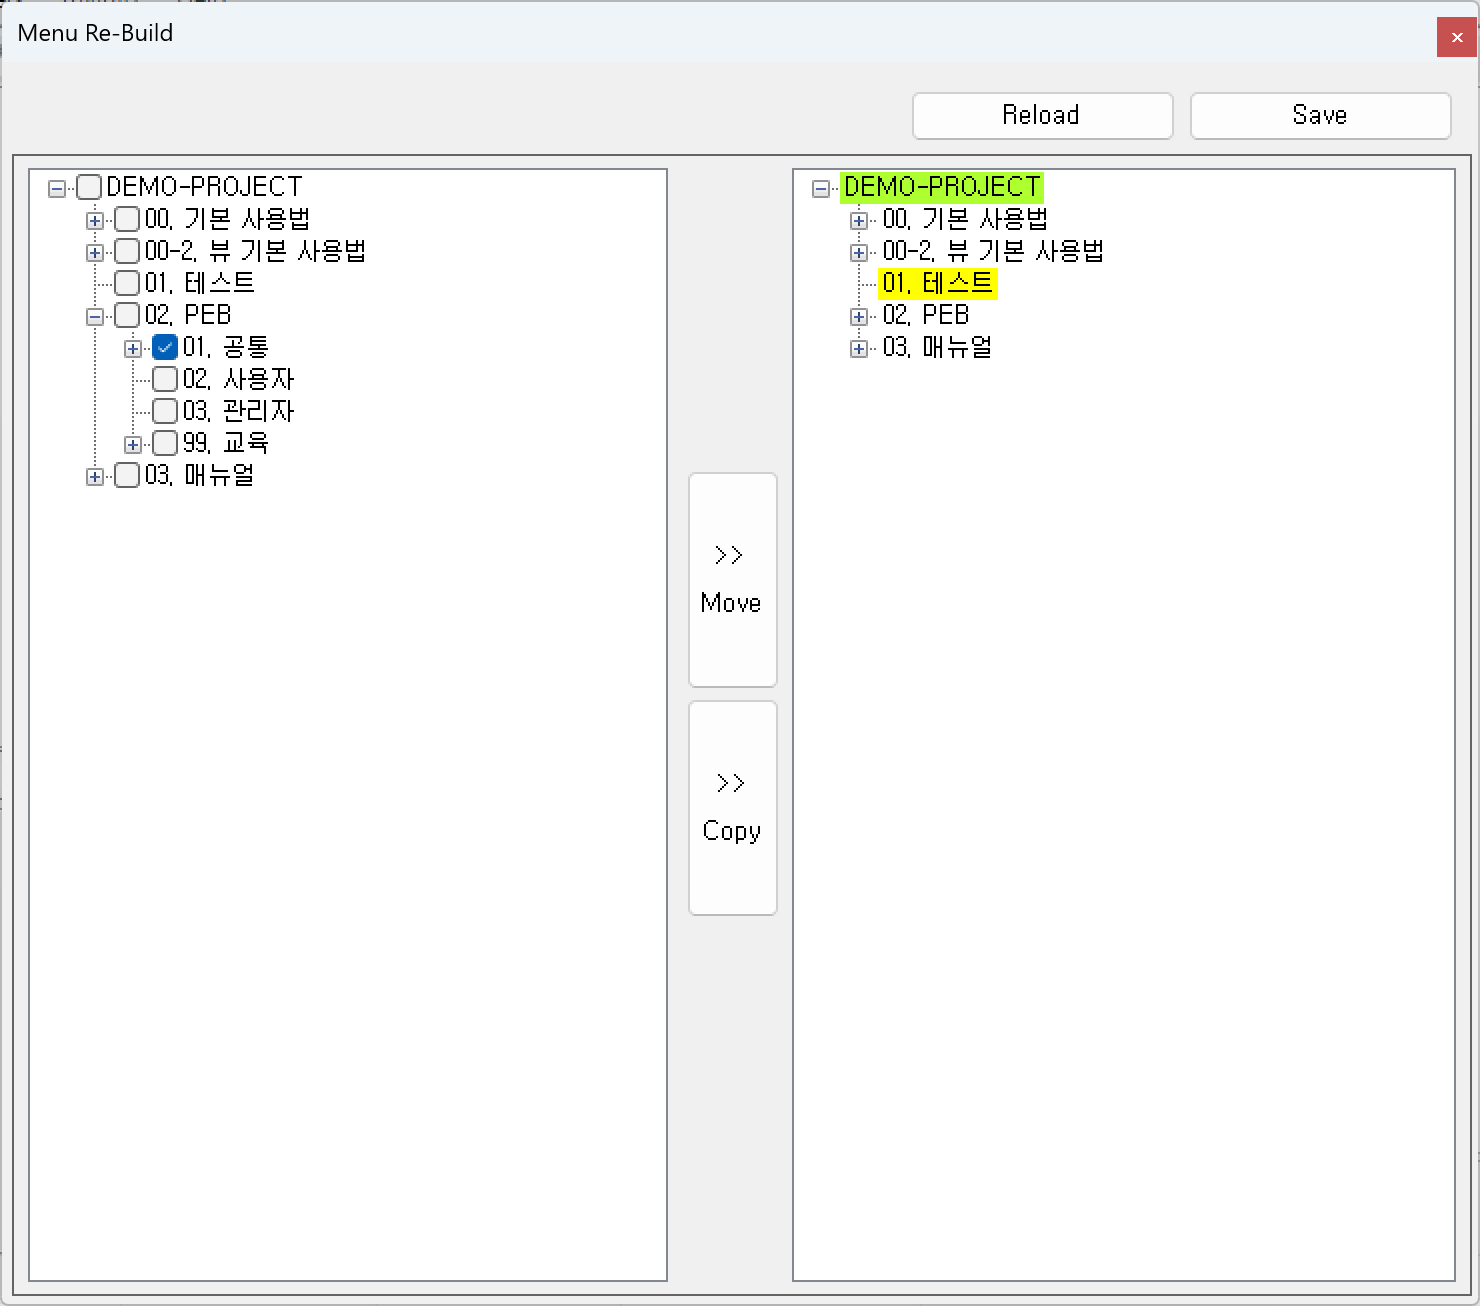 Menu Re-Build
Reload
Save
DEMO-PROJECT
00. 기본 사용법
00-2. 뷰 기본 사용법
01. 테스트
02. PEB
01. 공통
02. 사용자
03. 관리자
99. 교육
03. 매뉴얼
>>
Move
>>
Copy
DEMO-PROJECT
00. 기본 사용법
00-2. 뷰 기본 사용법
01. 테스트
02. PEB
03. 매뉴얼